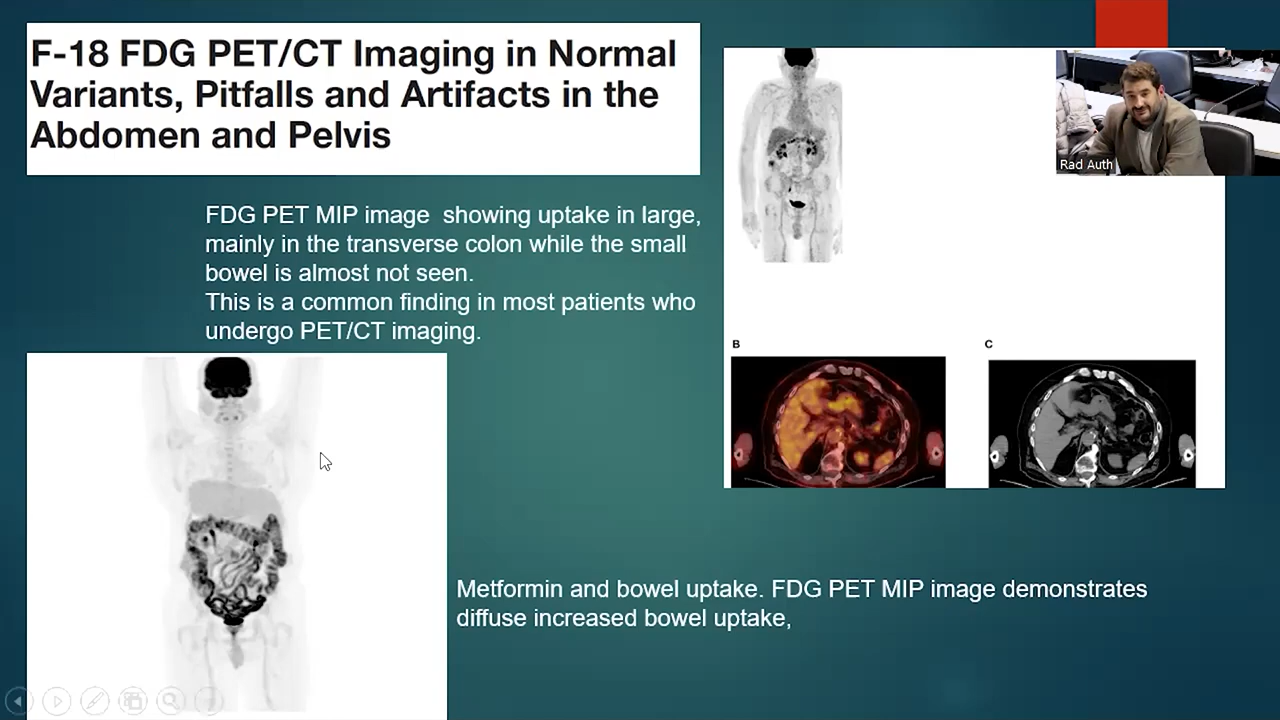 F-18 FDG PET/CT Imaging in Normal
Variants, Pitfalls and Artifacts in the
Abdomen and Pelvis
Rad Auth
FDG PET MIP image showing uptake in large,
mainly in the transverse colon while the small
bowel is almost not seen.
This is a common finding in most patients who
undergo PET/CT imaging.
B
C
Metformin and bowel uptake. FDG PET MIP image demonstrates
diffuse increased bowel uptake,